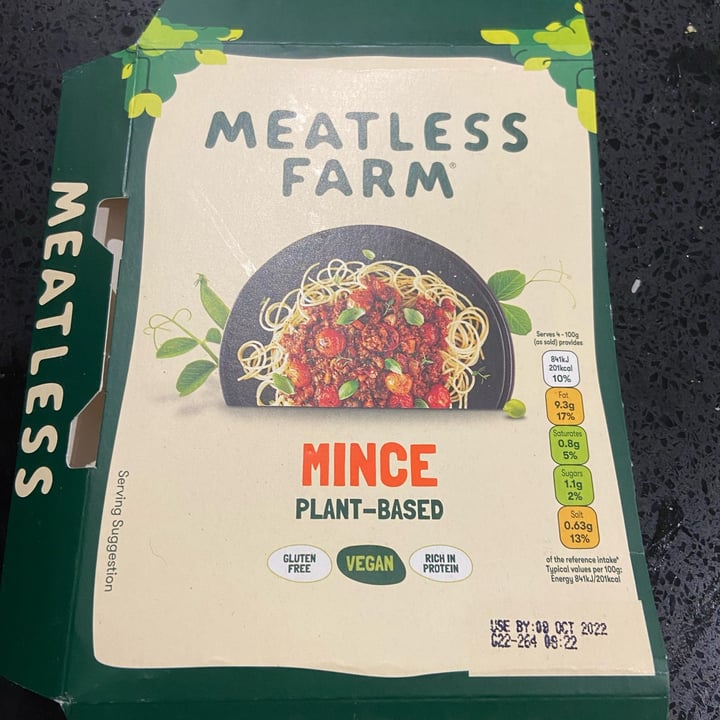 MEATLESS
FARM®
MEATLESS
Serves 4 - 100g
(as sold) provides
841kJ
201kcal
10%
Fat
9.3g
17%
Saturates
0.8g
5%
Sugars
1.1g
2%
Salt
0.63g
13%
of the reference intake*
Typical values per 100g:
Energy 841kJ/201kcal
MINCE
PLANT-BASED
Serving Suggestion
GLUTEN
FREE
VEGAN
RICH IN
PROTEIN
USE BY:08 OCT 2022
G22-264 08:22